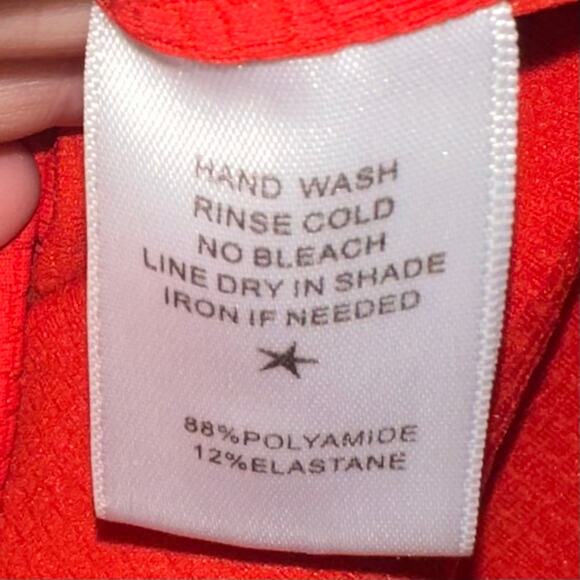 HAND WASH
RINSE COLD
NO BLEACH
LINE DRY IN SHADE
IRON IF NEEDED
88%POLYAMIDE
12%ELASTANE